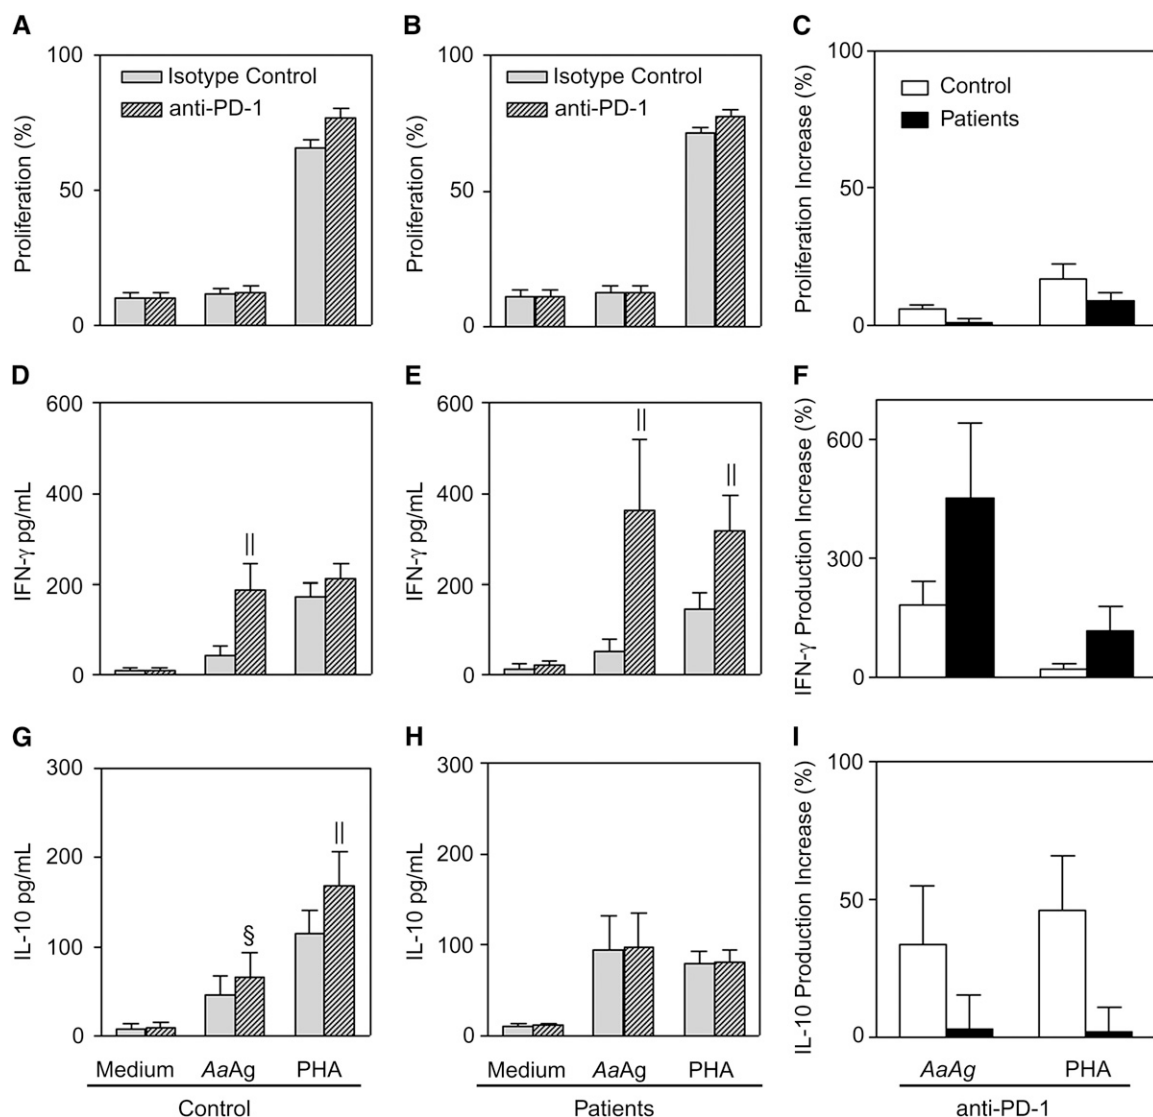 A
Proliferation (%)
100
50
0
Isotype Control
anti-PD-1
B
Proliferation (%)
100
50
0
Isotype Control
anti-PD-1
C
Proliferation Increase (%)
100
50
0
Control
Patients
D
IFN-γ pg/mL
600
400
200
0
||
E
IFN-γ pg/mL
600
400
200
0
||
||
F
IFN-γ Production Increase (%)
600
300
0
G
IL-10 pg/mL
300
200
100
0
§
||
Medium AaAg PHA
Control
H
IL-10 pg/mL
300
200
100
0
Medium AaAg PHA
Patients
I
IL-10 Production Increase (%)
100
50
0
AaAg PHA
anti-PD-1